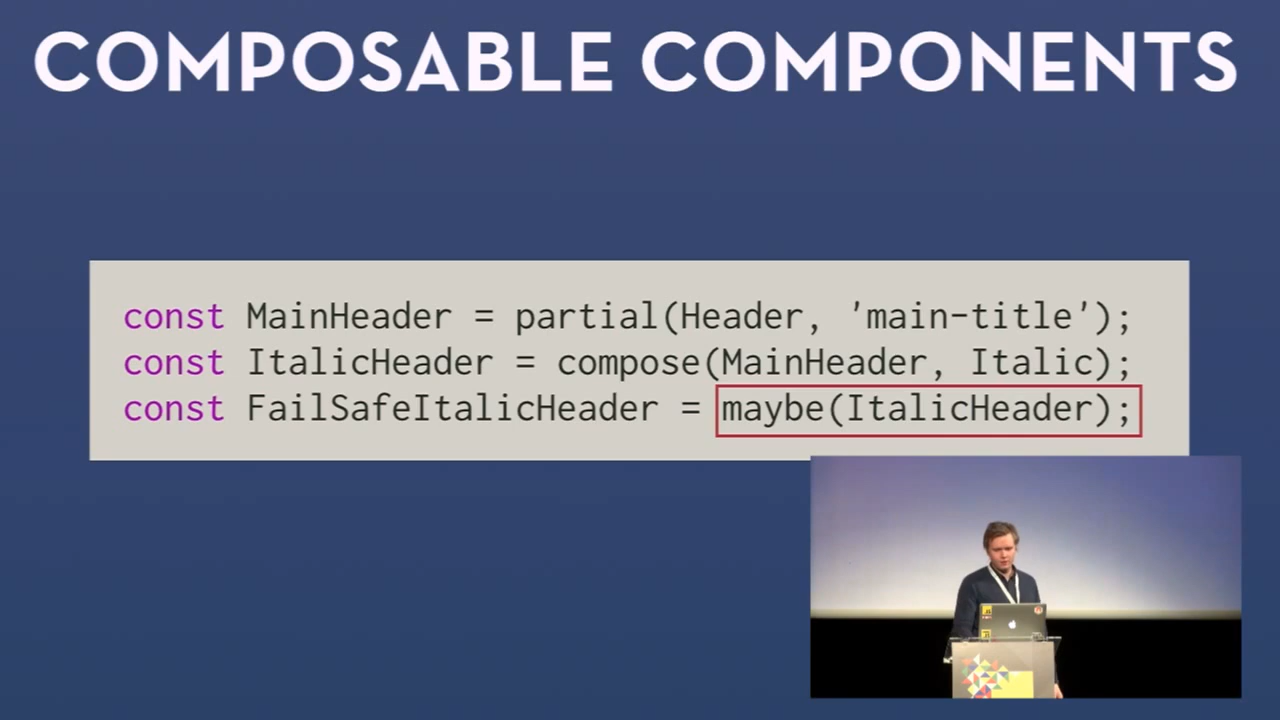 COMPOSABLE COMPONENTS
const MainHeader = partial(Header, 'main-title');
const ItalicHeader = compose(MainHeader, Italic);
const FailSafeItalicHeader = maybe(ItalicHeader);